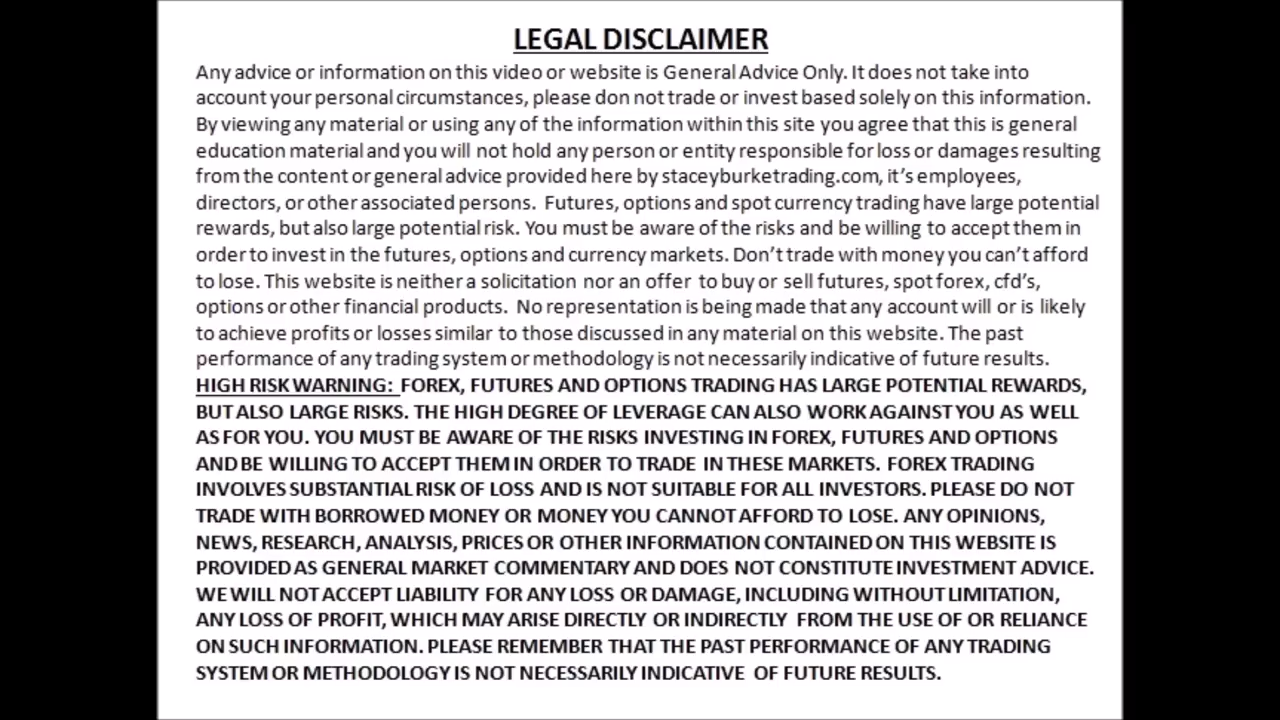 LEGAL DISCLAIMER
Any advice or information on this video or website is General Advice Only. It does not take into
account your personal circumstances, please don not trade or invest based solely on this information.
By viewing any material or using any of the information within this site you agree that this is general
education material and you will not hold any person or entity responsible for loss or damages resulting
from the content or general advice provided here by staceyburketrading.com, it's employees,
directors, or other associated persons. Futures, options and spot currency trading have large potential
rewards, but also large potential risk. You must be aware of the risks and be willing to accept them in
order to invest in the futures, options and currency markets. Don't trade with money you can't afford
to lose. This website is neither a solicitation nor an offer to buy or sell futures, spot forex, cfd's,
options or other financial products. No representation is being made that any account will or is likely
to achieve profits or losses similar to those discussed in any material on this website. The past
performance of any trading system or methodology is not necessarily indicative of future results.
HIGH RISK WARNING: FOREX, FUTURES AND OPTIONS TRADING HAS LARGE POTENTIAL REWARDS,
BUT ALSO LARGE RISKS. THE HIGH DEGREE OF LEVERAGE CAN ALSO WORK AGAINST YOU AS WELL
AS FOR YOU. YOU MUST BE AWARE OF THE RISKS INVESTING IN FOREX, FUTURES AND OPTIONS
AND BE WILLING TO ACCEPT THEM IN ORDER TO TRADE IN THESE MARKETS. FOREX TRADING
INVOLVES SUBSTANTIAL RISK OF LOSS AND IS NOT SUITABLE FOR ALL INVESTORS. PLEASE DO NOT
TRADE WITH BORROWED MONEY OR MONEY YOU CANNOT AFFORD TO LOSE. ANY OPINIONS,
NEWS, RESEARCH, ANALYSIS, PRICES OR OTHER INFORMATION CONTAINED ON THIS WEBSITE IS
PROVIDED AS GENERAL MARKET COMMENTARY AND DOES NOT CONSTITUTE INVESTMENT ADVICE.
WE WILL NOT ACCEPT LIABILITY FOR ANY LOSS OR DAMAGE, INCLUDING WITHOUT LIMITATION,
ANY LOSS OF PROFIT, WHICH MAY ARISE DIRECTLY OR INDIRECTLY FROM THE USE OF OR RELIANCE
ON SUCH INFORMATION. PLEASE REMEMBER THAT THE PAST PERFORMANCE OF ANY TRADING
SYSTEM OR METHODOLOGY IS NOT NECESSARILY INDICATIVE OF FUTURE RESULTS.